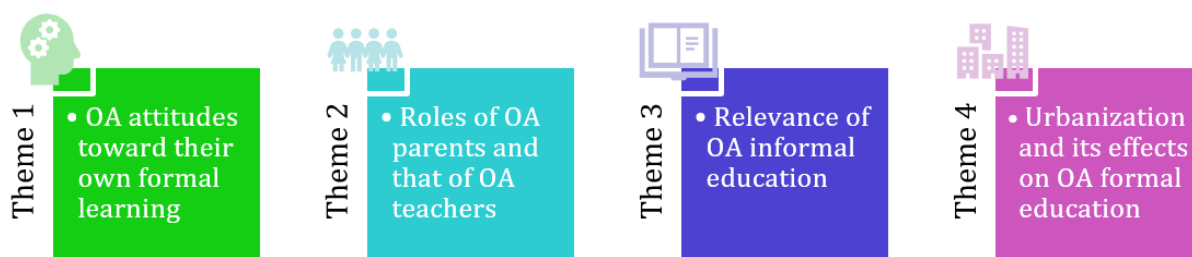 Theme 1
• OA attitudes
toward their
own formal
learning
Theme 2
• Roles of OA
parents and
that of OA
teachers
Theme 3
• Relevance of
OA informal
education
Theme 4
• Urbanization
and its effects
on OA formal
education